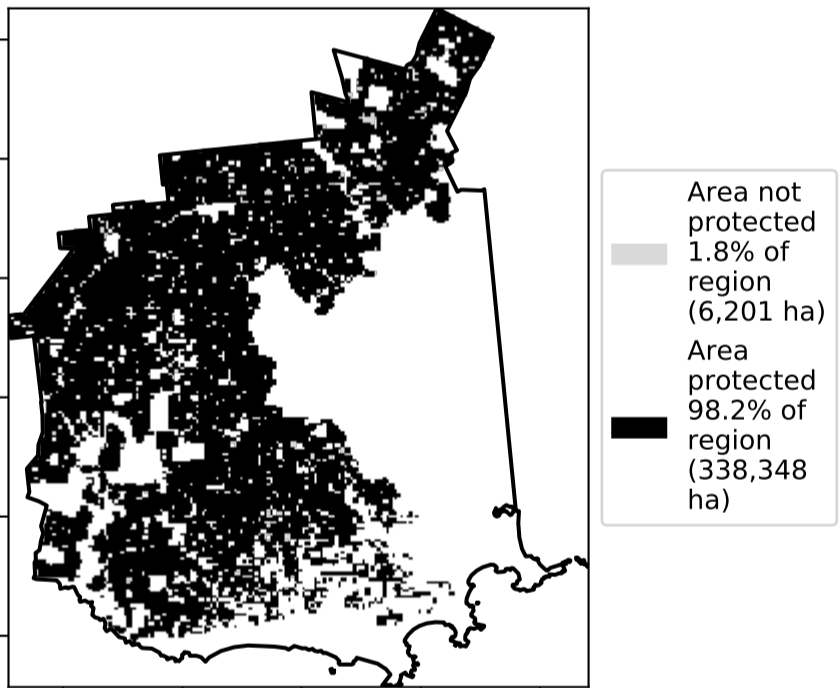 Area not
protected
1.8% of
region
(6,201 ha)
Area
protected
98.2% of
region
(338,348
ha)